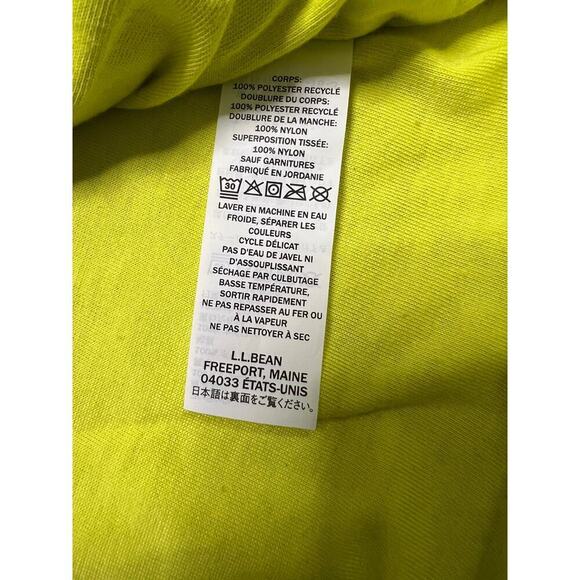 CORPS:
100% POLYESTER RECYCLÉ
DOUBLURE DU CORPS:
100% POLYESTER RECYCLÉ
DOUBLURE DE LA MANCHE:
100% NYLON
SUPERPOSITION TISSÉE:
100% NYLON
SAUF GARNITURES
FABRIQUÉ EN JORDANIE
30
LAVER EN MACHINE EN EAU
FROIDE, SÉPARER LES
COULEURS
CYCLE DÉLICAT
PAS D'EAU DE JAVEL NI
D'ASSOUPLISSANT
SÉCHAGE PAR CULBUTAGE
BASSE TEMPÉRATURE,
SORTIR RAPIDEMENT
NE PAS REPASSER AU FER OU
À LA VAPEUR
NE PAS NETTOYER À SEC
L.L.BEAN
FREEPORT, MAINE
04033 ÉTATS-UNIS
日本語は裏面をご覧ください。